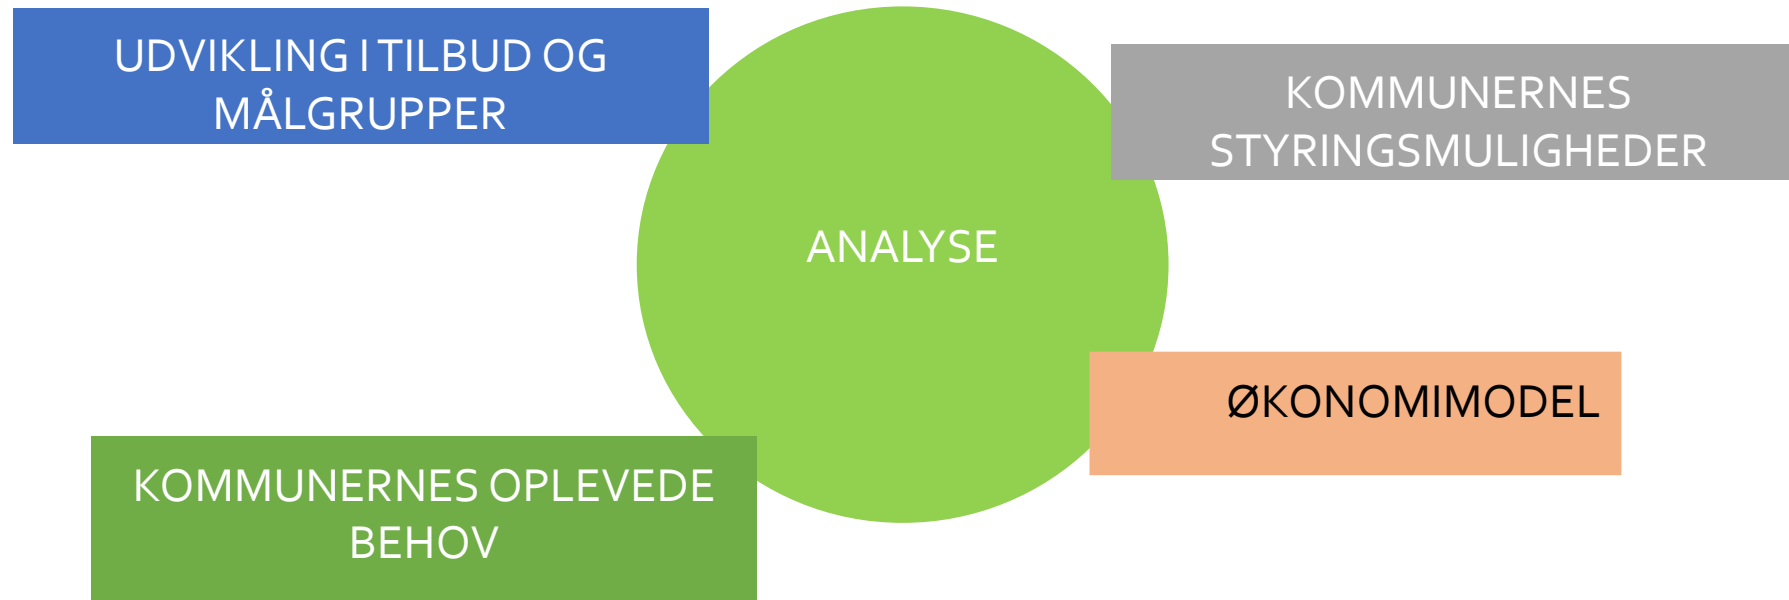 UDVIKLING I TILBUD OG
MÅLGRUPPER
KOMMUNERNES
STYRINGSMULIGHEDER
ANALYSE
ØKONOMIMODEL
KOMMUNERNES OPLEVEDE
BEHOV